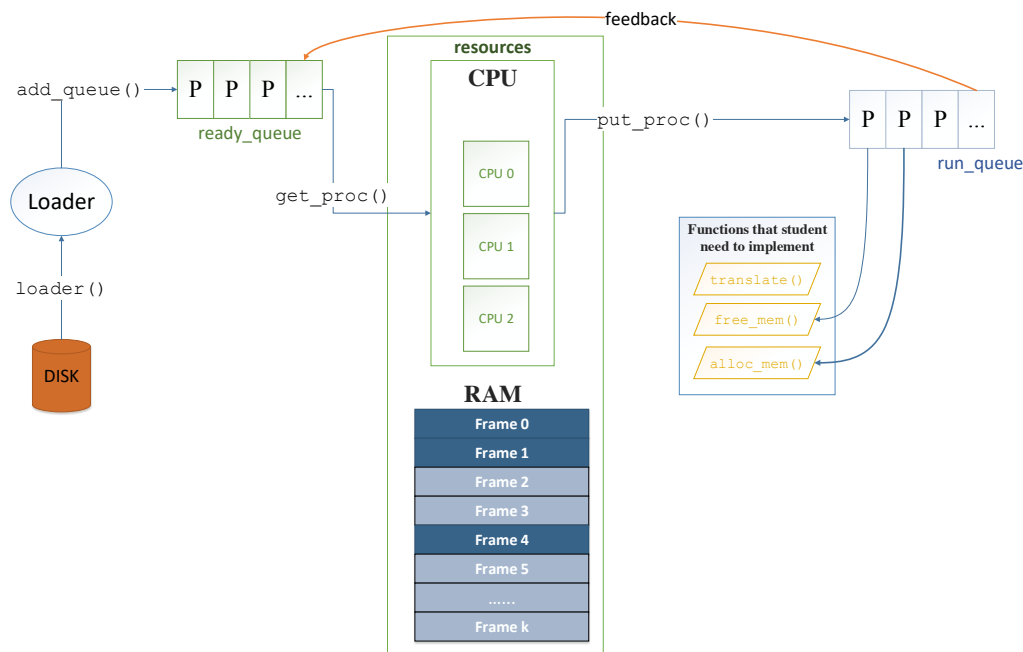 feedback
resources
CPU
add_queue()
P P P ...
ready_queue
put_proc()
P P P ...
run_queue
CPU 0
get_proc()
Loader
CPU 1
Functions that student
need to implement
translate()
loader()
CPU 2
free_mem()
alloc_mem()
DISK
RAM
Frame 0
Frame 1
Frame 2
Frame 3
Frame 4
Frame 5
......
Frame k